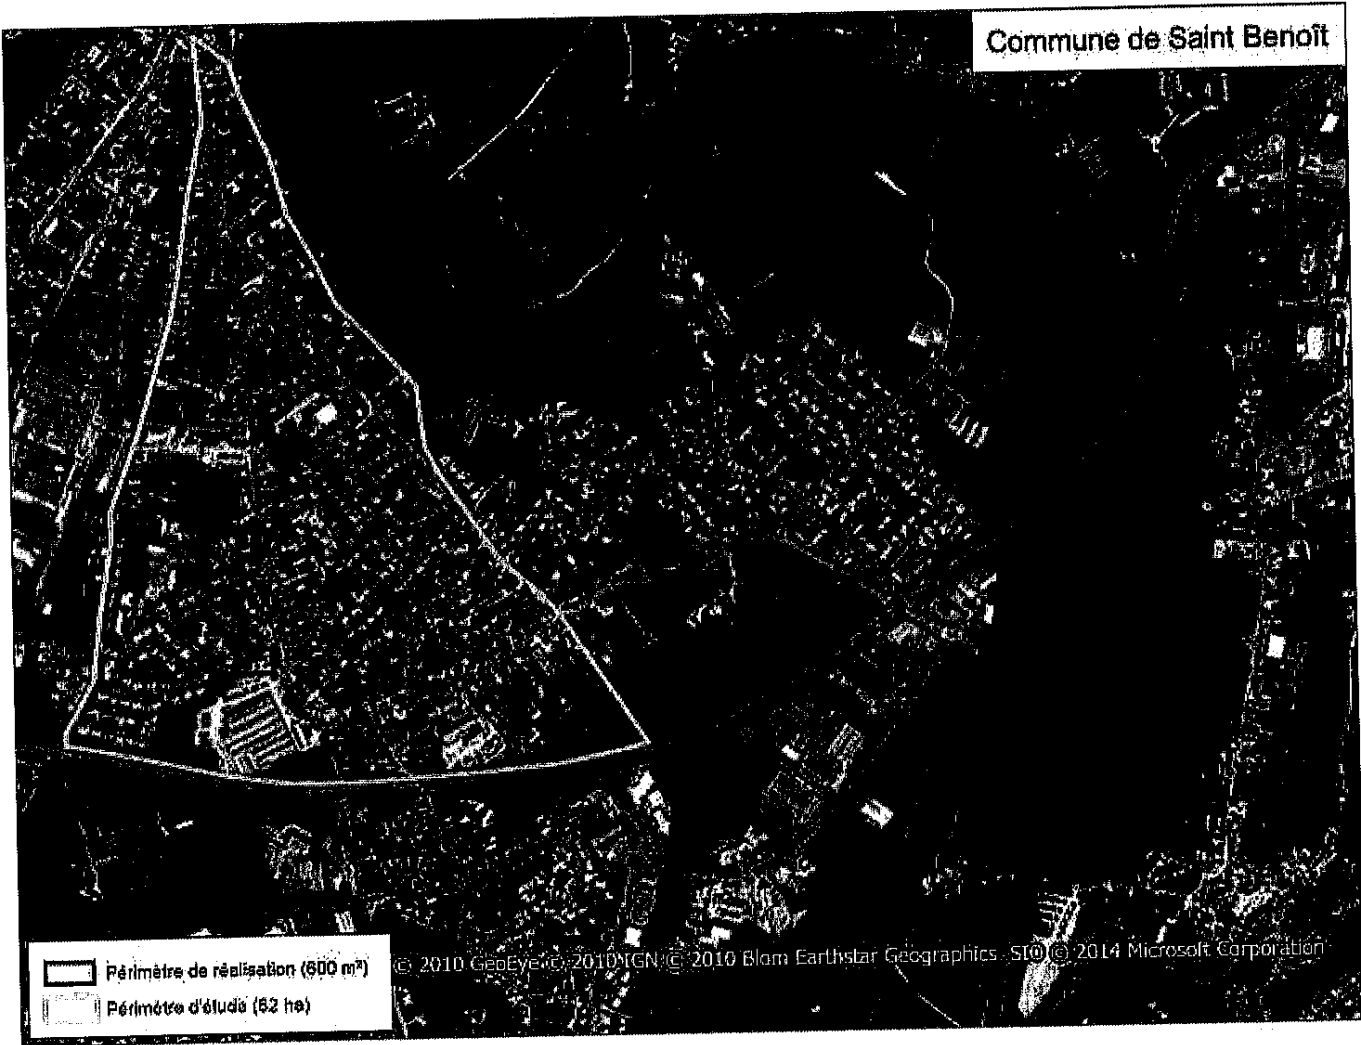 Commune de Saint Benoît
© 2010 GeoEye © 2010 IGN © 2010 Blom Earthstar Geographics SIO © 2014 Microsoft Corporation
Périmètre de réalisation (600 m²)
Périmètre d'étude (62 ha)